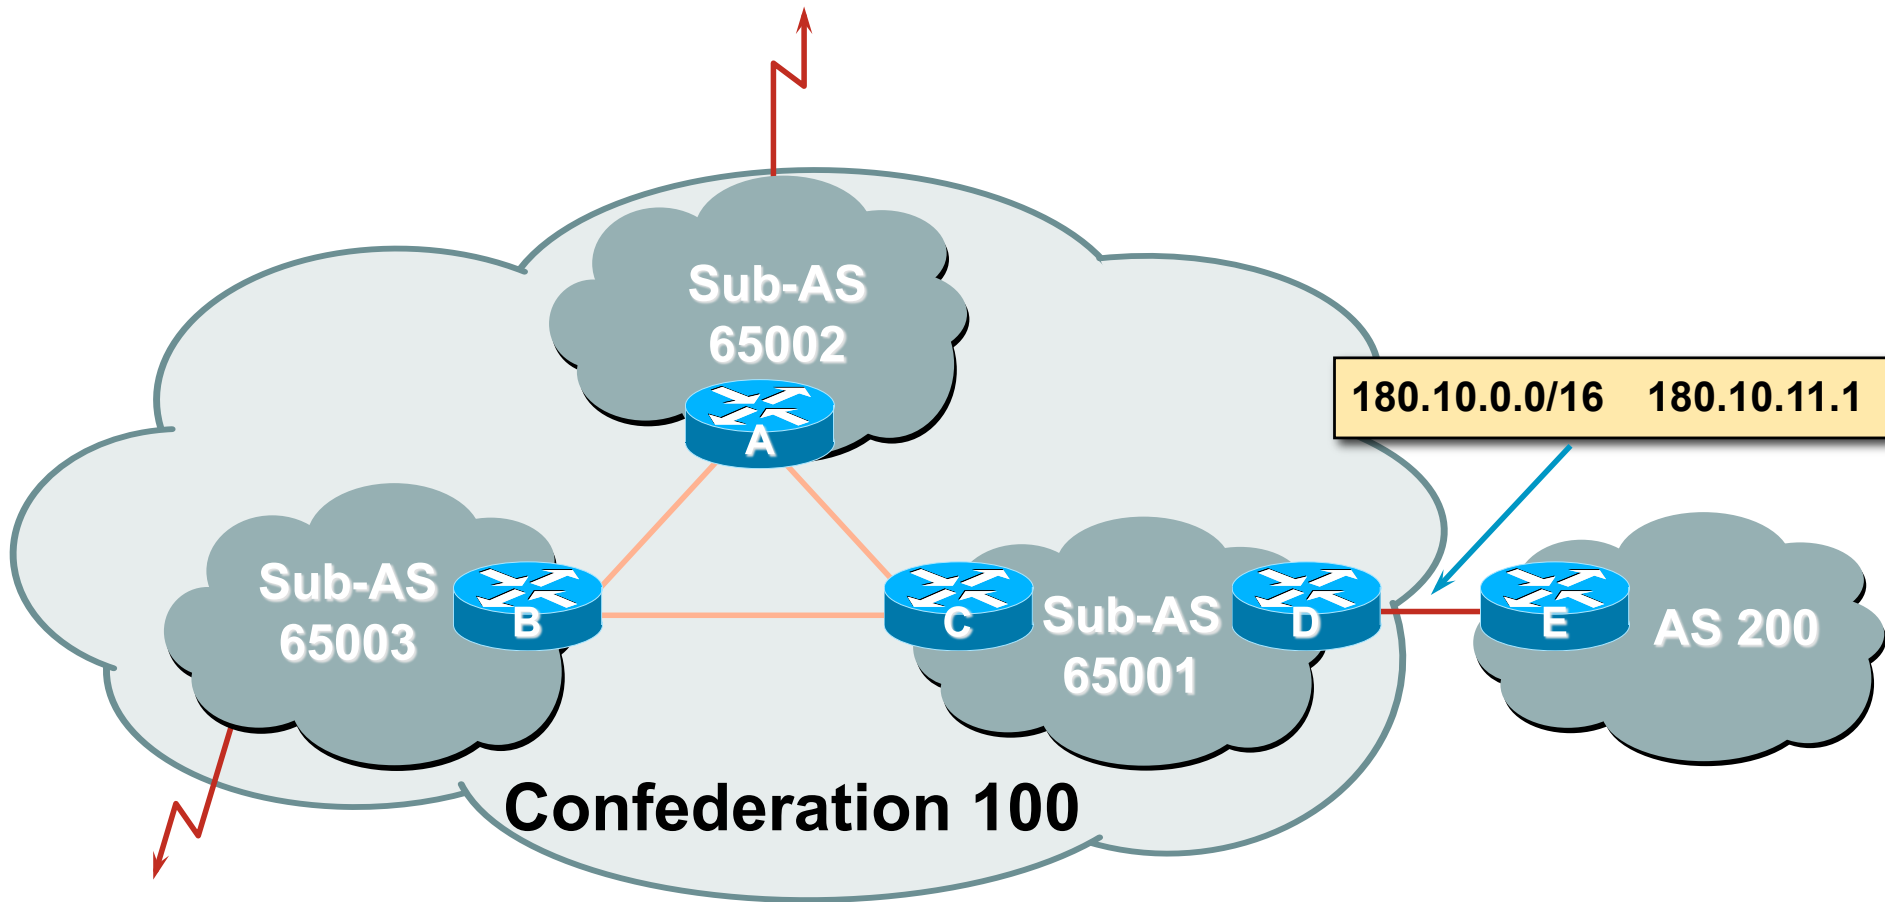 Sub-AS
65002
A
180.10.0.0/16 180.10.11.1
Sub-AS
65003
B
C
Sub-AS
65001
D
E
AS 200
Confederation 100